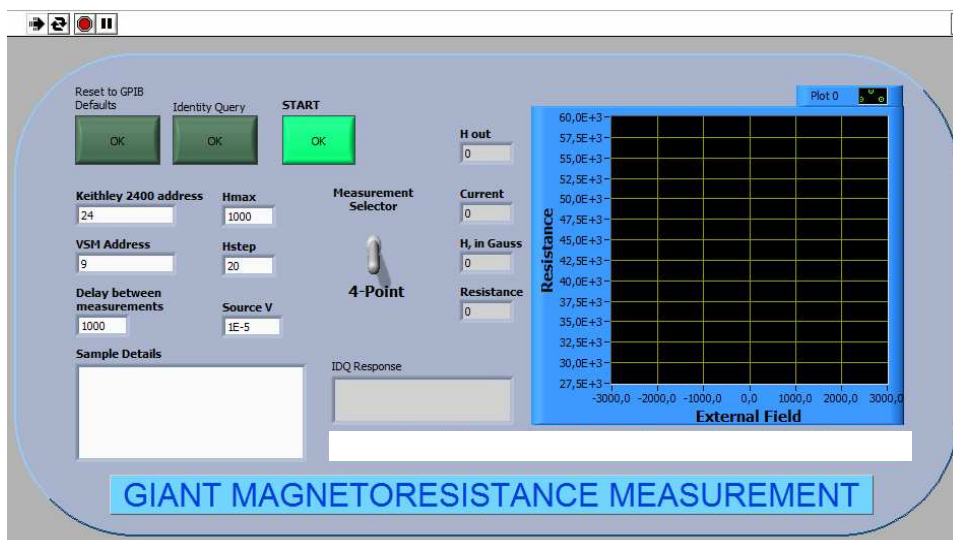 Reset to GPIB
Defaults
Identity Query
START
OK
OK
OK
Keithley 2400 address
24
Hmax
1000
VSM Address
9
Hstep
20
Delay between
measurements
1000
Source V
1E-5
Sample Details
Measurement
Selector
4-Point
IDQ Response
H out
0
Current
0
H, in Gauss
0
Resistance
0
Plot 0
Resistance
60,0E+3
57,5E+3
55,0E+3
52,5E+3
50,0E+3
47,5E+3
45,0E+3
42,5E+3
40,0E+3
37,5E+3
35,0E+3
32,5E+3
30,0E+3
27,5E+3
-3000,0 -2000,0 -1000,0 0,0 1000,0 2000,0 3000,0
External Field
GIANT MAGNETORESISTANCE MEASUREMENT